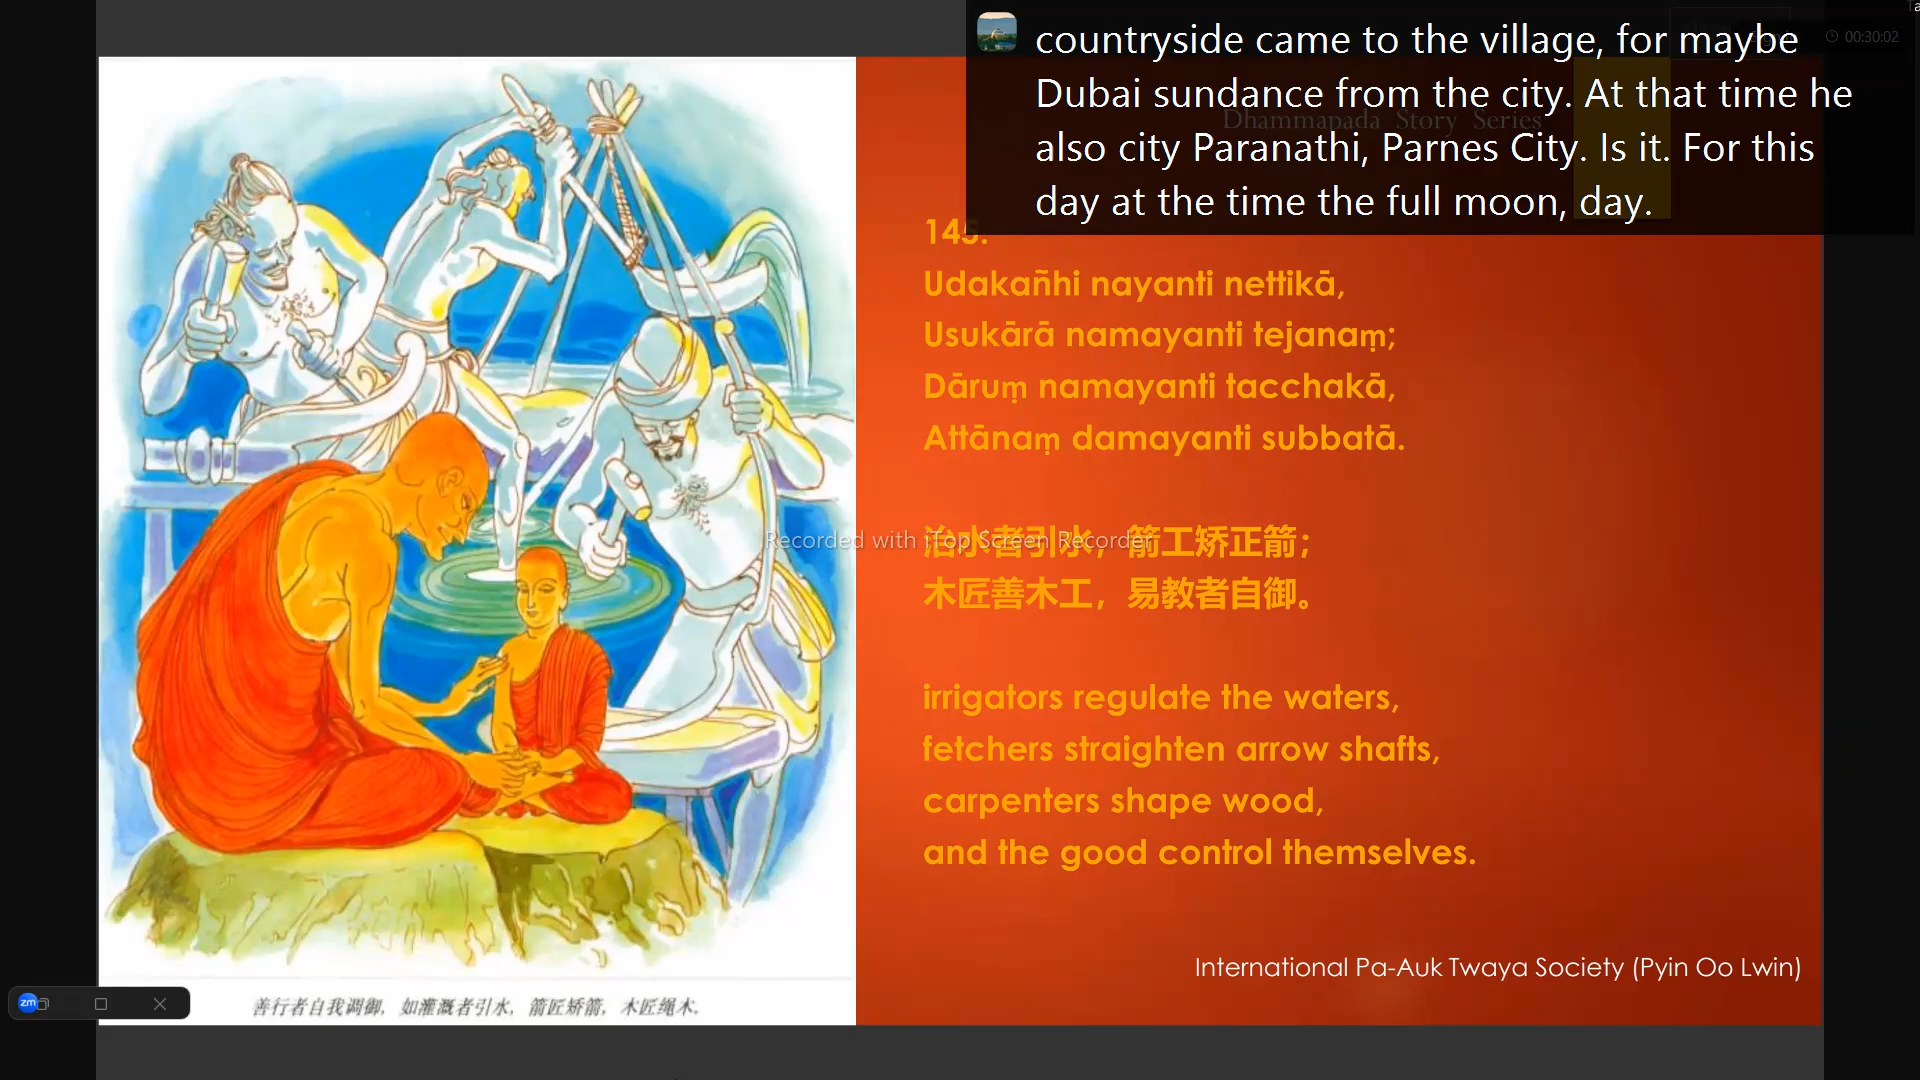 countryside came to the village, for maybe
Dubai sundance from the city. At that time he
also city Paranathi, Parnes City. Is it. For this
day at the time the full moon, day.
00:30:02
Dhammapada Story Series
145.
Udakañhi nayanti nettikā,
Usukārā namayanti tejanaṃ;
Dāruṃ namayanti tacchakā,
Attānaṃ damayanti subbatā.
治水者引水，箭工矫正箭；
木匠善木工，易教者自御。
Recorded with iTop Screen Recorder
irrigators regulate the waters,
fetchers straighten arrow shafts,
carpenters shape wood,
and the good control themselves.
International Pa-Auk Twaya Society (Pyin Oo Lwin)
zm
善行者自我调御，如灌溉者引水，箭匠矫箭，木匠绳木。